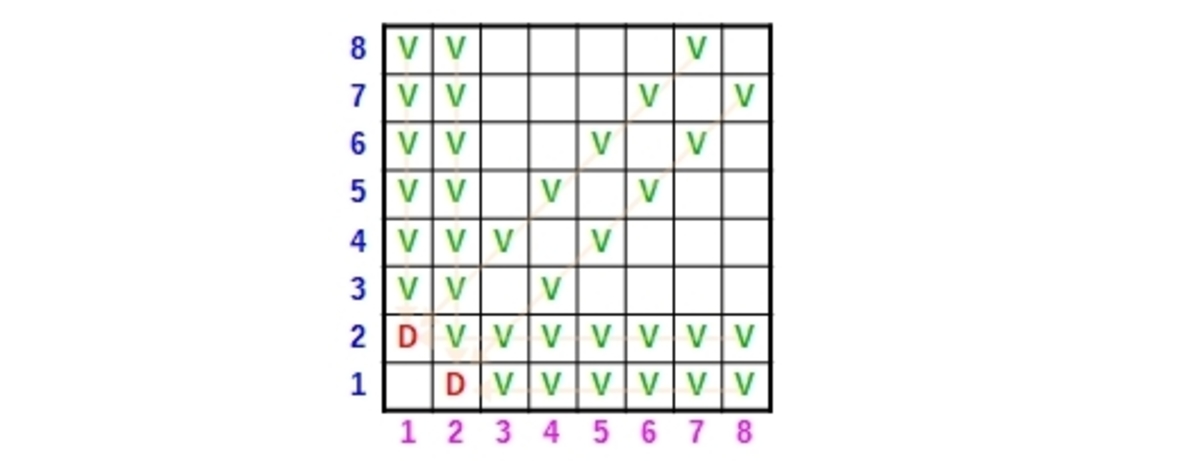 8 V V V
7 V V V V
6 V V V V
5 V V V V
4 V V V V
3 V V V
2 D V V V V V V V
1 D V V V V V V
1 2 3 4 5 6 7 8